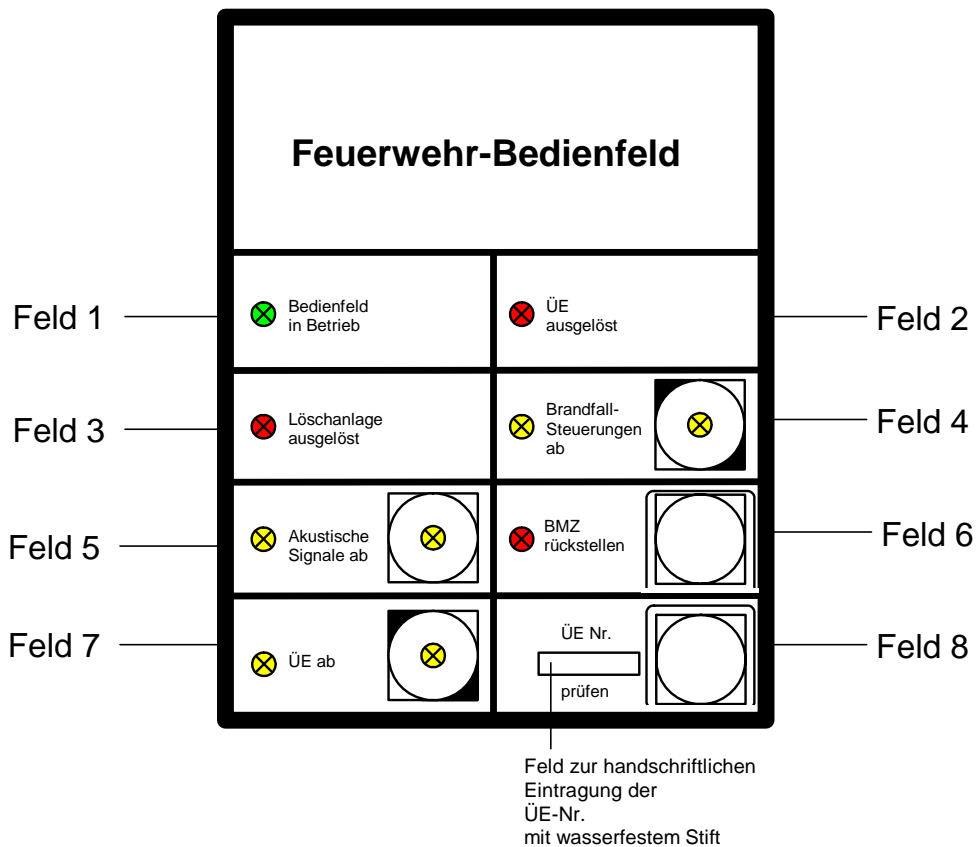 Feuerwehr-Bedienfeld
Feld 1
Bedienfeld
in Betrieb
ÜE
ausgelöst
Feld 2
Feld 3
Löschanlage
ausgelöst
Brandfall-
Steuerungen
ab
Feld 4
Feld 5
Akustische
Signale ab
BMZ
rückstellen
Feld 6
Feld 7
ÜE ab
ÜE Nr.
prüfen
Feld 8
Feld zur handschriftlichen
Eintragung der
ÜE-Nr.
mit wasserfestem Stift